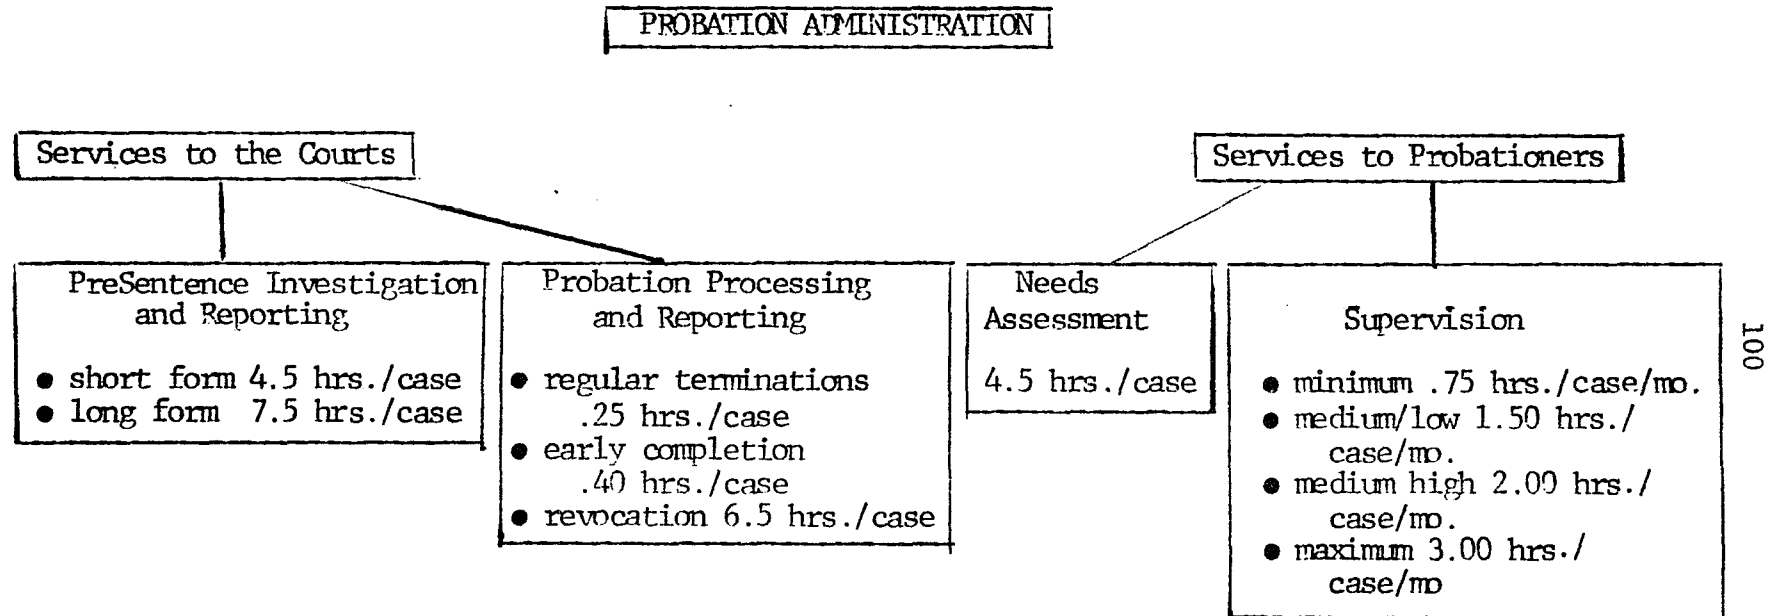 PROBATION ADMINISTRATION
Services to the Courts
Services to Probationers
PreSentence Investigation
and Reporting
● short form 4.5 hrs./case
● long form 7.5 hrs./case
Probation Processing
and Reporting
● regular terminations
.25 hrs./case
● early completion
.40 hrs./case
● revocation 6.5 hrs./case
Needs
Assessment
4.5 hrs./case
Supervision
● minimum .75 hrs./case/mo.
● medium/low 1.50 hrs./
case/mo.
● medium high 2.00 hrs./
case/mo.
● maximum 3.00 hrs./
case/mo
100